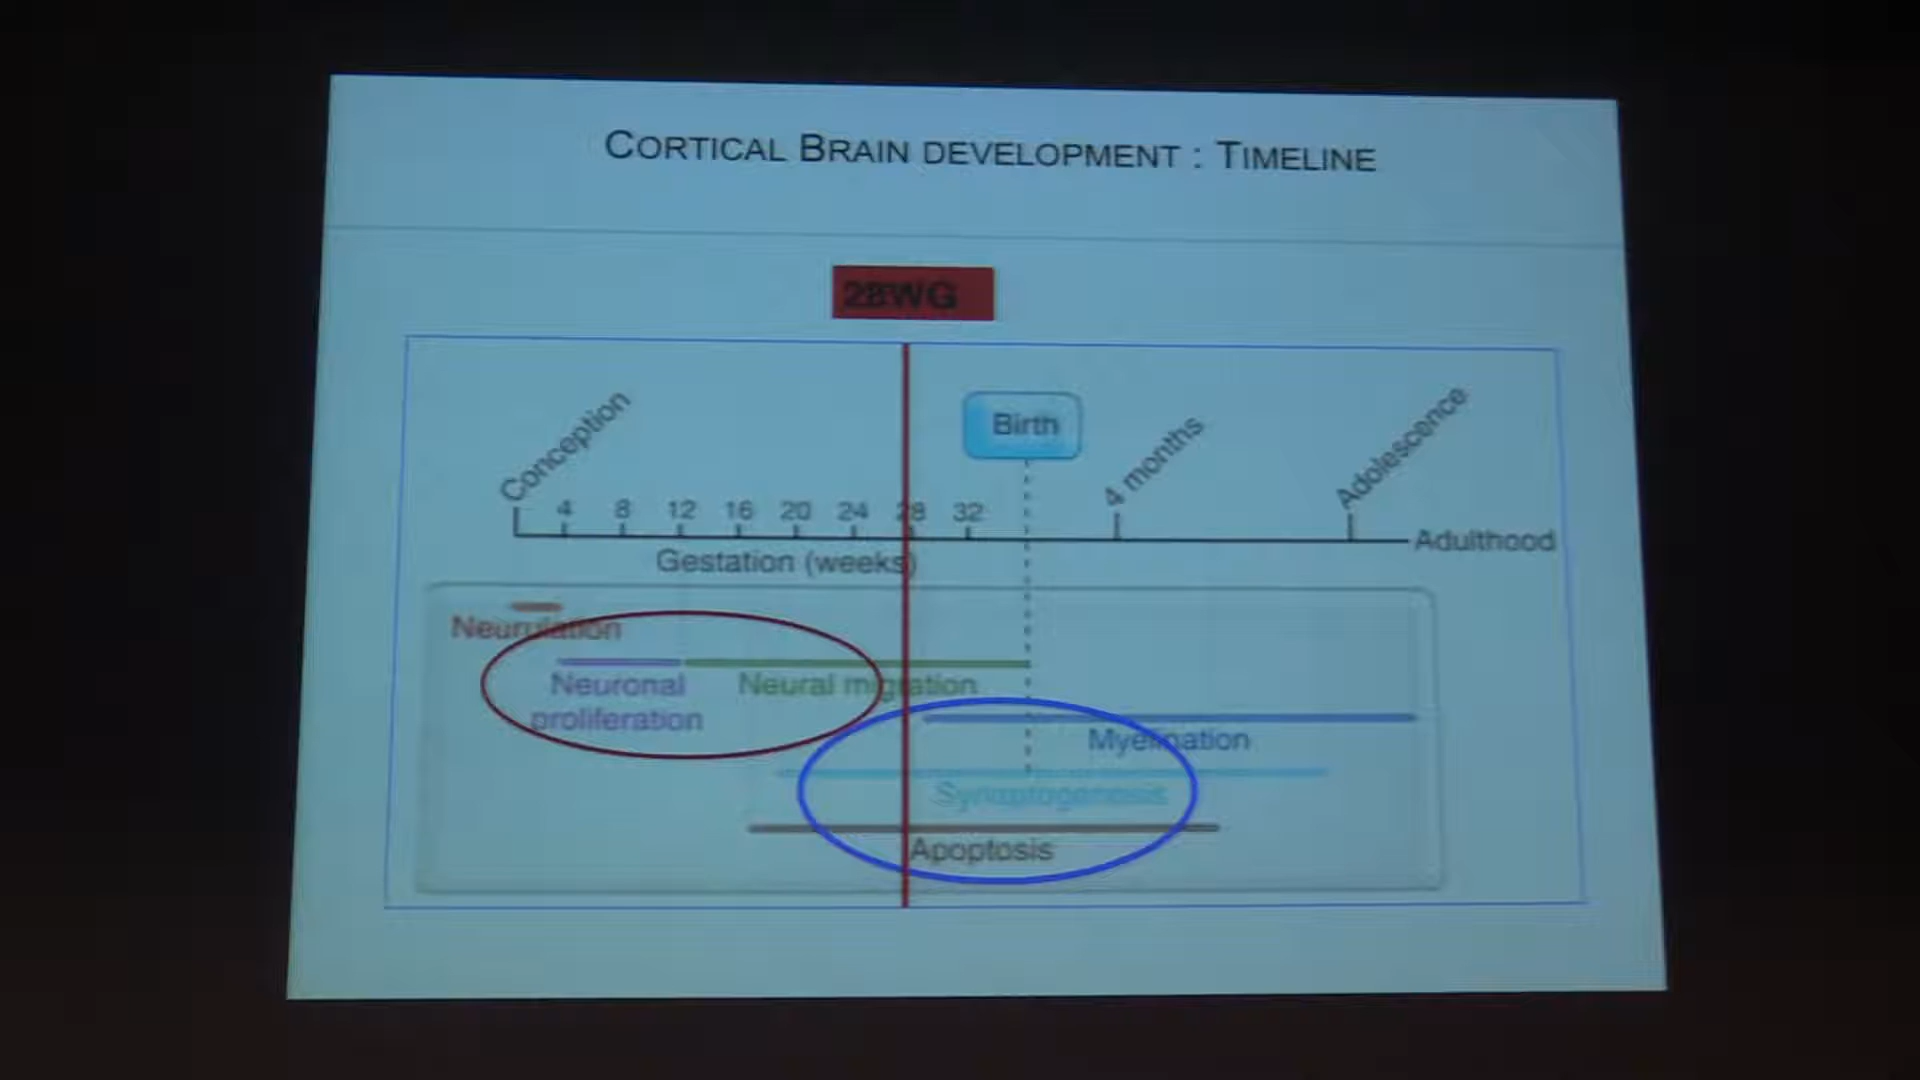 CORTICAL BRAIN DEVELOPMENT : TIMELINE
28WG
Conception
Birth
4 months
Adolescence
4 8 12 16 20 24 28 32
Adulthood
Gestation (weeks)
Neurulation
Neuronal
proliferation
Neural migration
Myelination
Synaptogenesis
Apoptosis